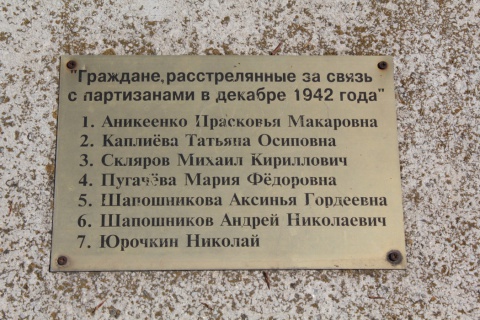 "Граждане,расстрелянные за связь
с партизанами в декабре 1942 года"
1. Аникеенко Прасковья Макаровна
2. Каплиёва Татьяна Осиповна
3. Скляров Михаил Кириллович
4. Пугачёва Мария Фёдоровна
5. Шапошникова Аксинья Гордеевна
6. Шапошников Андрей Николаевич
7. Юрочкин Николай